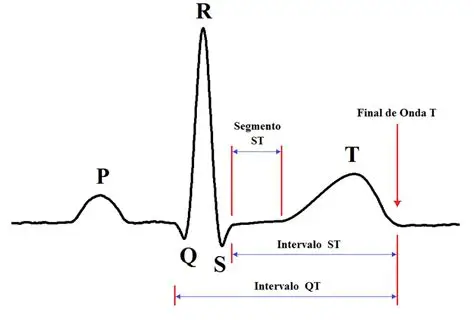 R
Segmento
ST
Final de Onda T
P
T
Q
S
Intervalo ST
Intervalo QT